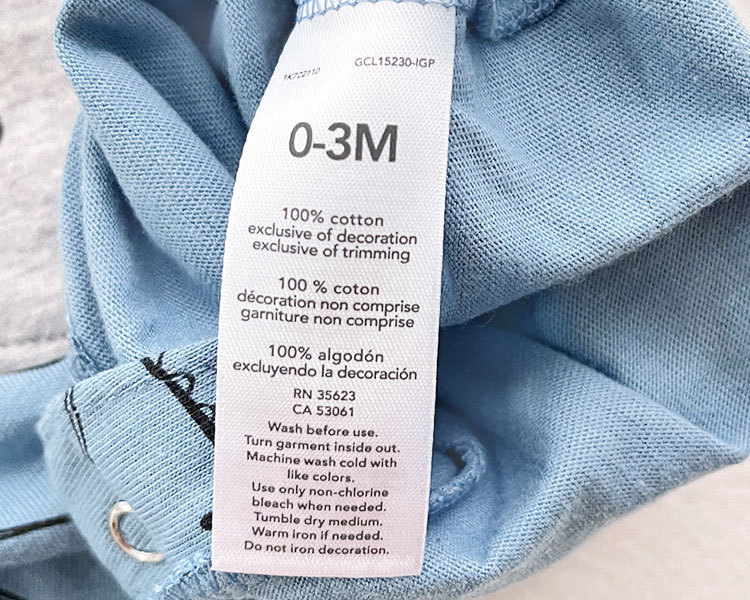 GCL15230-IGP
1K722110
0-3M
100% cotton
exclusive of decoration
exclusive of trimming
100 % coton
décoration non comprise
garniture non comprise
100% algodón
excluyendo la decoración
RN 35623
CA 53061
Wash before use.
Turn garment inside out.
Machine wash cold with
like colors.
Use only non-chlorine
bleach when needed.
Tumble dry medium.
Warm iron if needed.
Do not iron decoration.